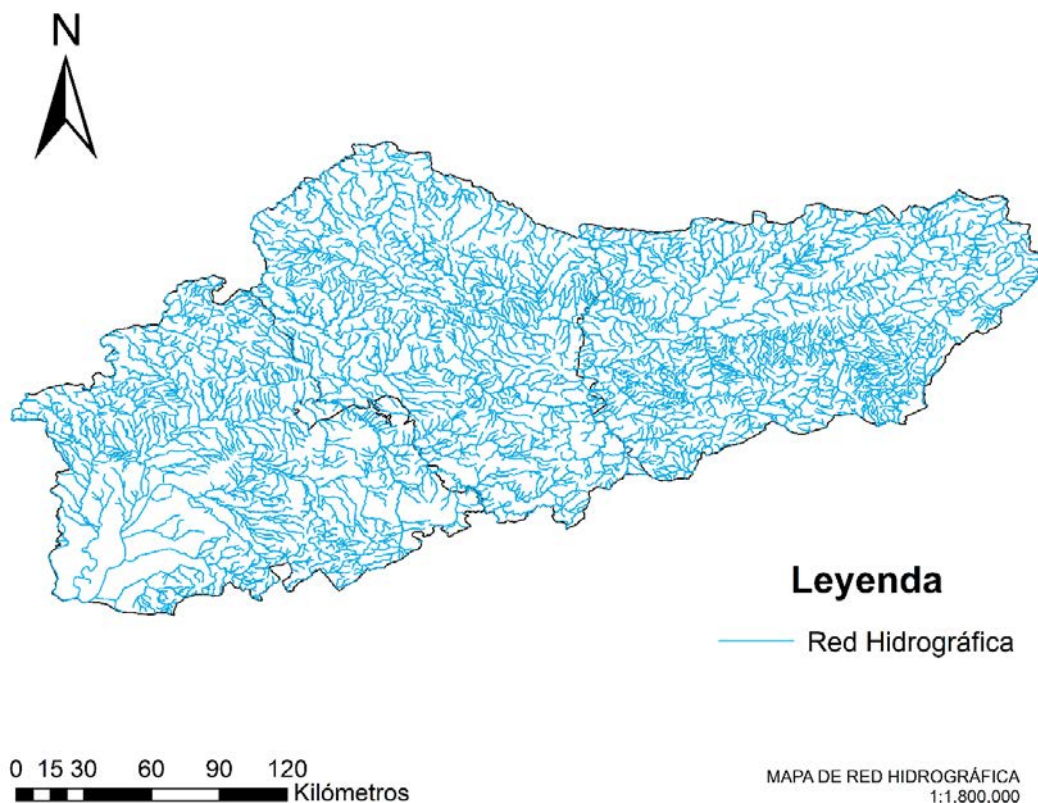 N
Leyenda
Red Hidrográfica
0 15 30 60 90 120
Kilómetros
MAPA DE RED HIDROGRÁFICA
1:1.800.000